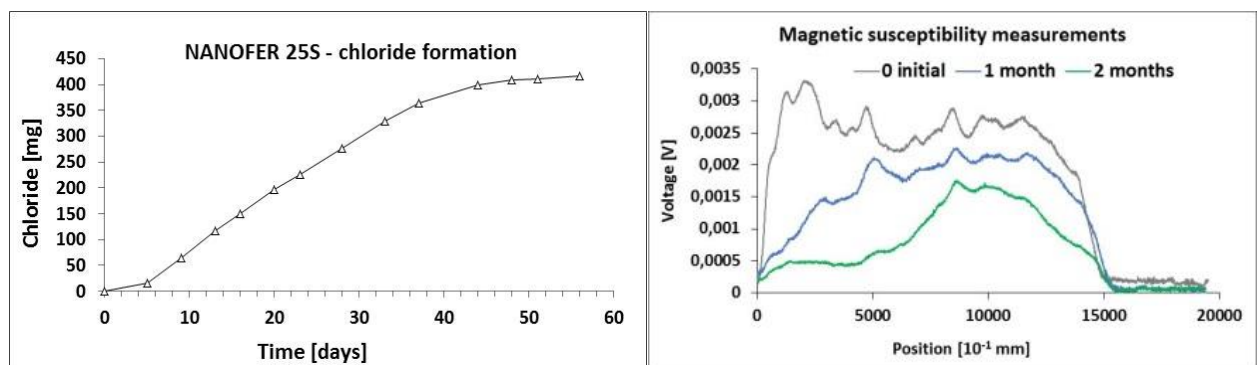 NANOFER 25S - chloride formation
Chloride [mg]
450
400
350
300
250
200
150
100
50
0
0 10 20 30 40 50 60
Time [days]
Magnetic susceptibility measurements
0 initial 1 month 2 months
Voltage [V]
0,0035
0,003
0,0025
0,002
0,0015
0,001
0,0005
0
0 5000 10000 15000 20000
Position [10⁻¹ mm]